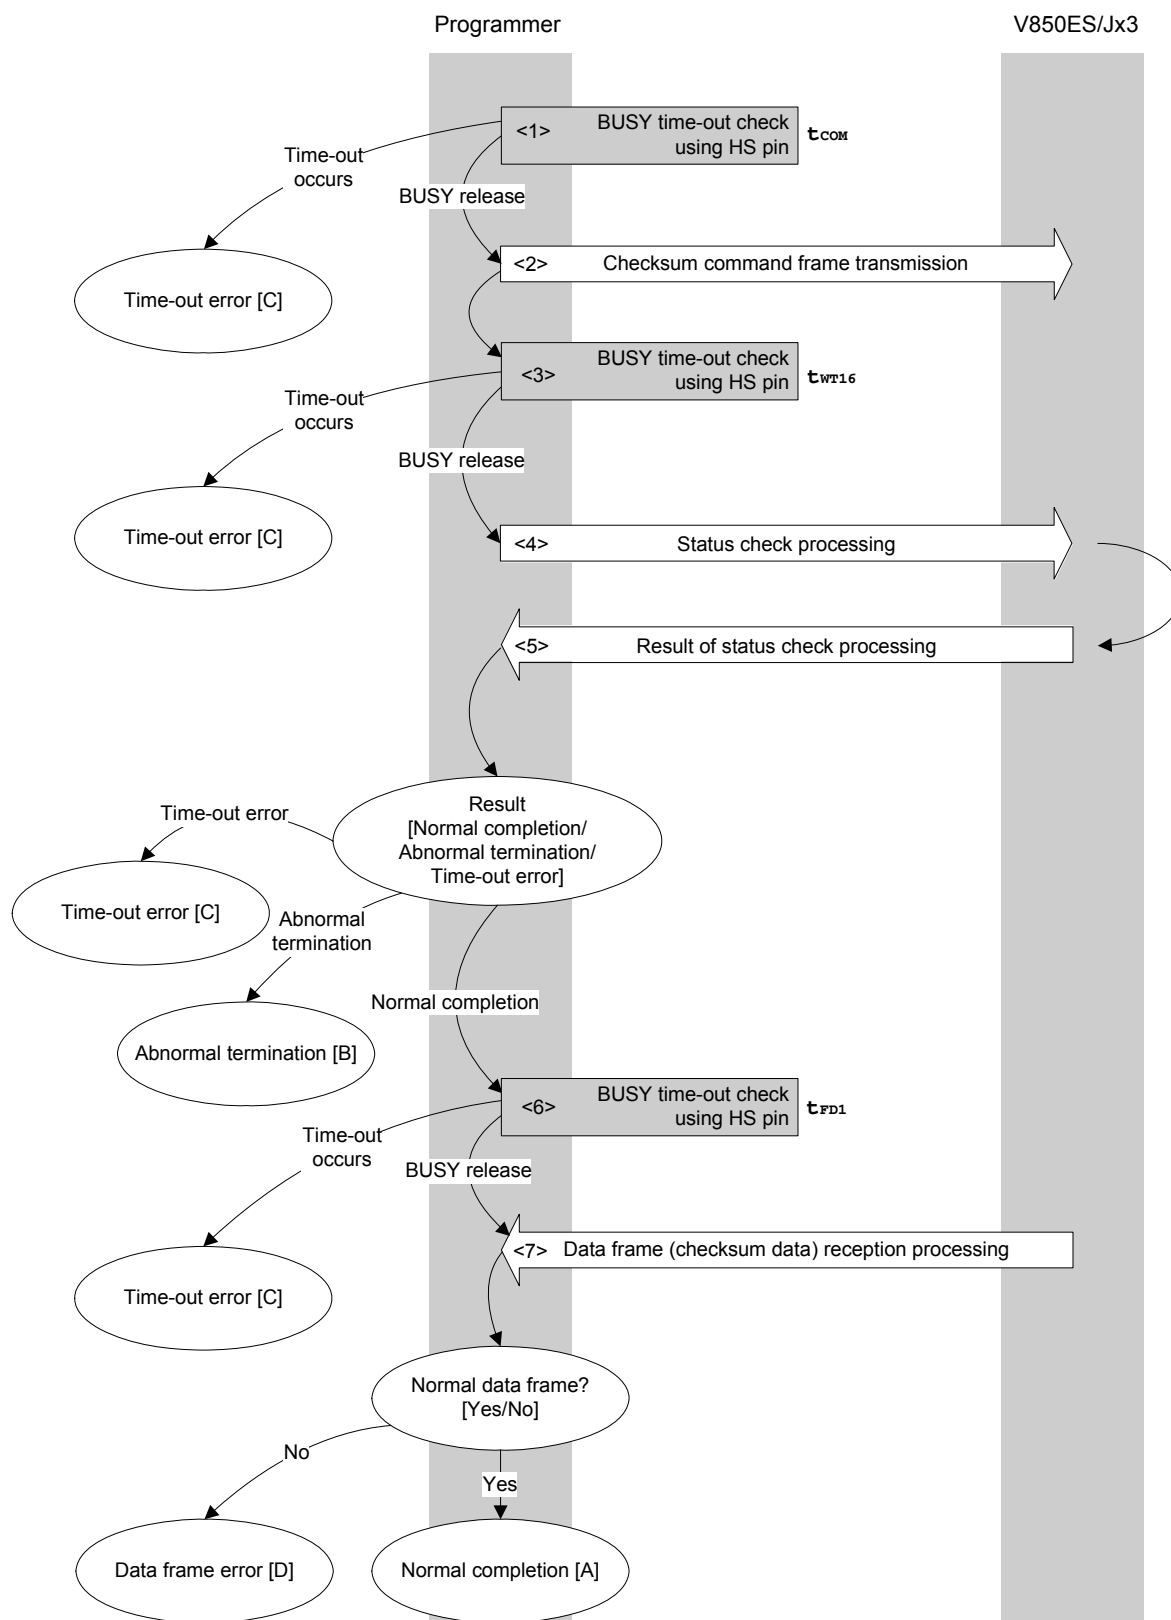 Programmer
V850ES/Jx3
<1>
BUSY time-out check
using HS pin
tCOM
Time-out
occurs
BUSY release
Time-out error [C]
<2>
Checksum command frame transmission
<3>
BUSY time-out check
using HS pin
tWT16
Time-out
occurs
BUSY release
Time-out error [C]
<4>
Status check processing
<5>
Result of status check processing
Result
[Normal completion/
Abnormal termination/
Time-out error]
Time-out error
Time-out error [C]
Abnormal
termination
Normal completion
Abnormal termination [B]
<6>
BUSY time-out check
using HS pin
tFD1
Time-out
occurs
BUSY release
<7>
Data frame (checksum data) reception processing
Time-out error [C]
Normal data frame?
[Yes/No]
No
Yes
Data frame error [D]
Normal completion [A]